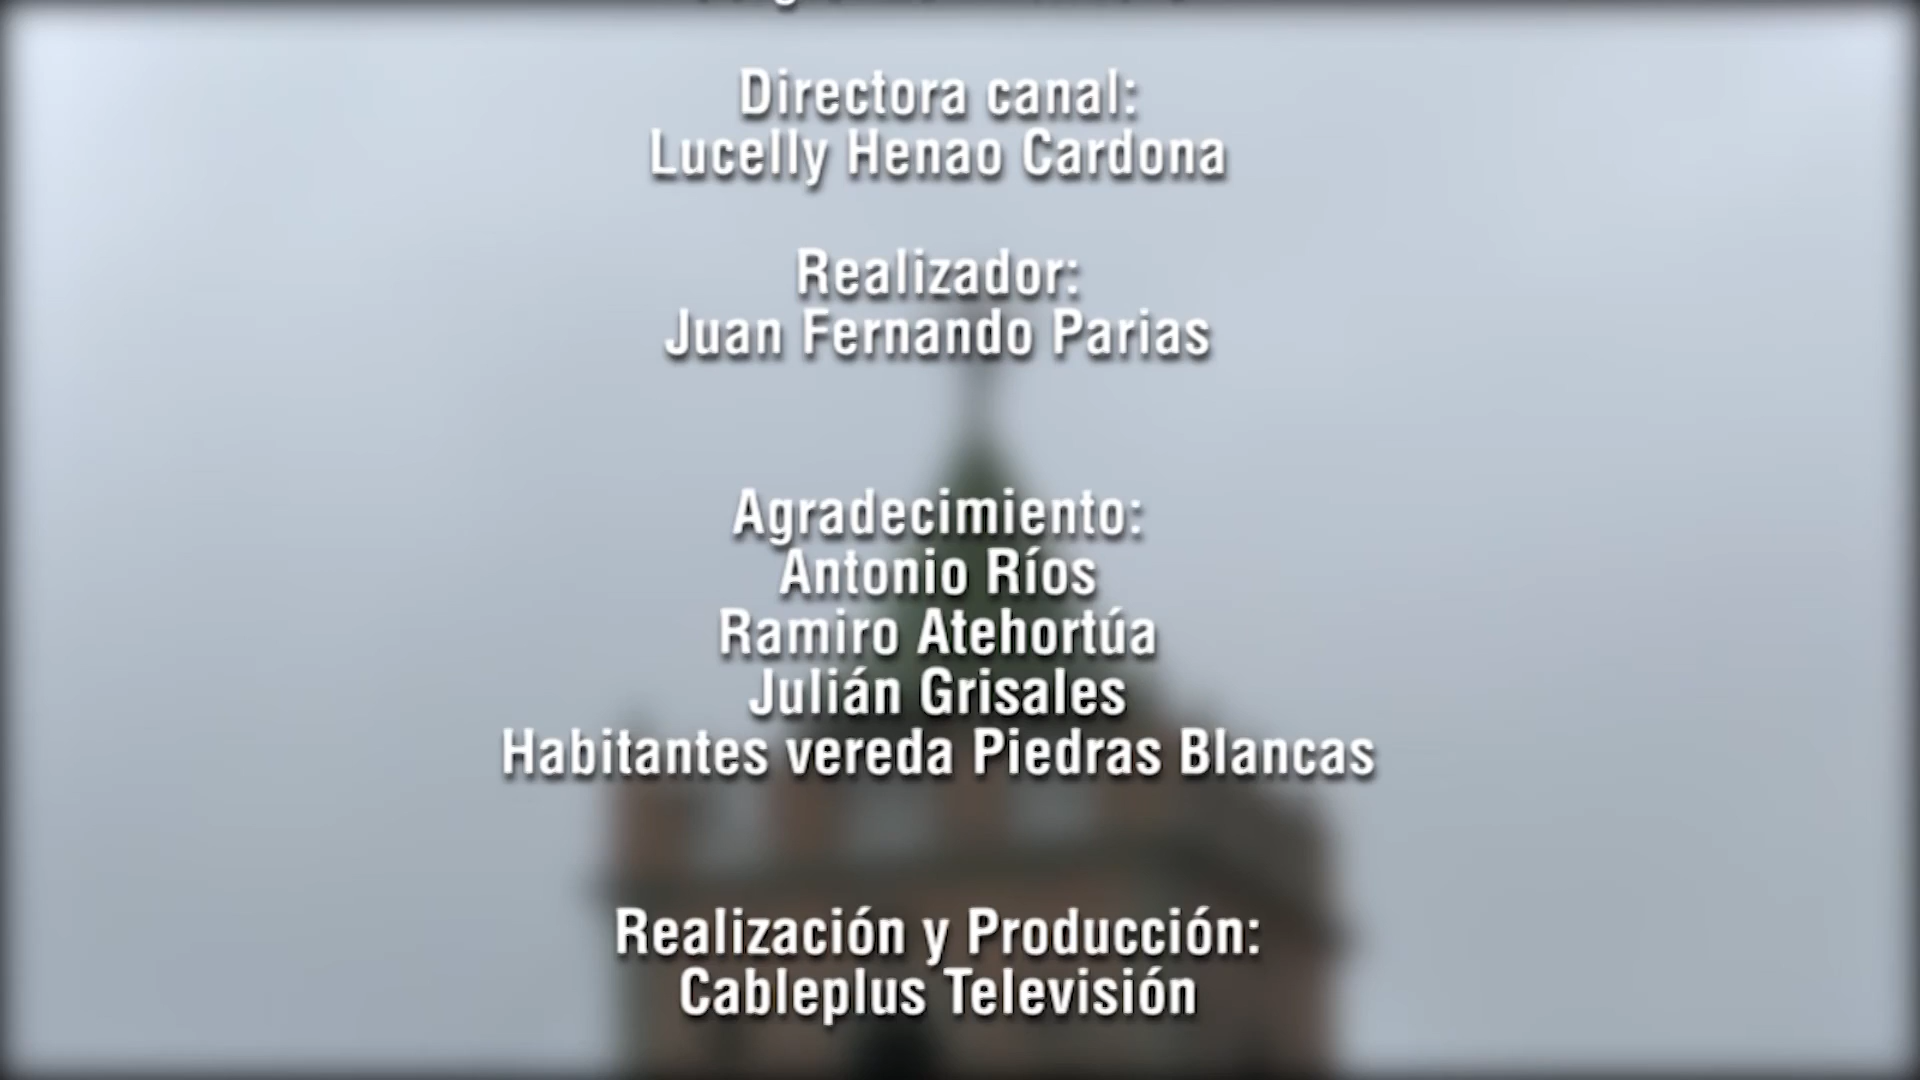 Directora canal:
Lucelly Henao Cardona
Realizador:
Juan Fernando Parias
Agradecimiento:
Antonio Ríos
Ramiro Atehortúa
Julián Grisales
Habitantes vereda Piedras Blancas
Realización y Producción:
Cableplus Televisión